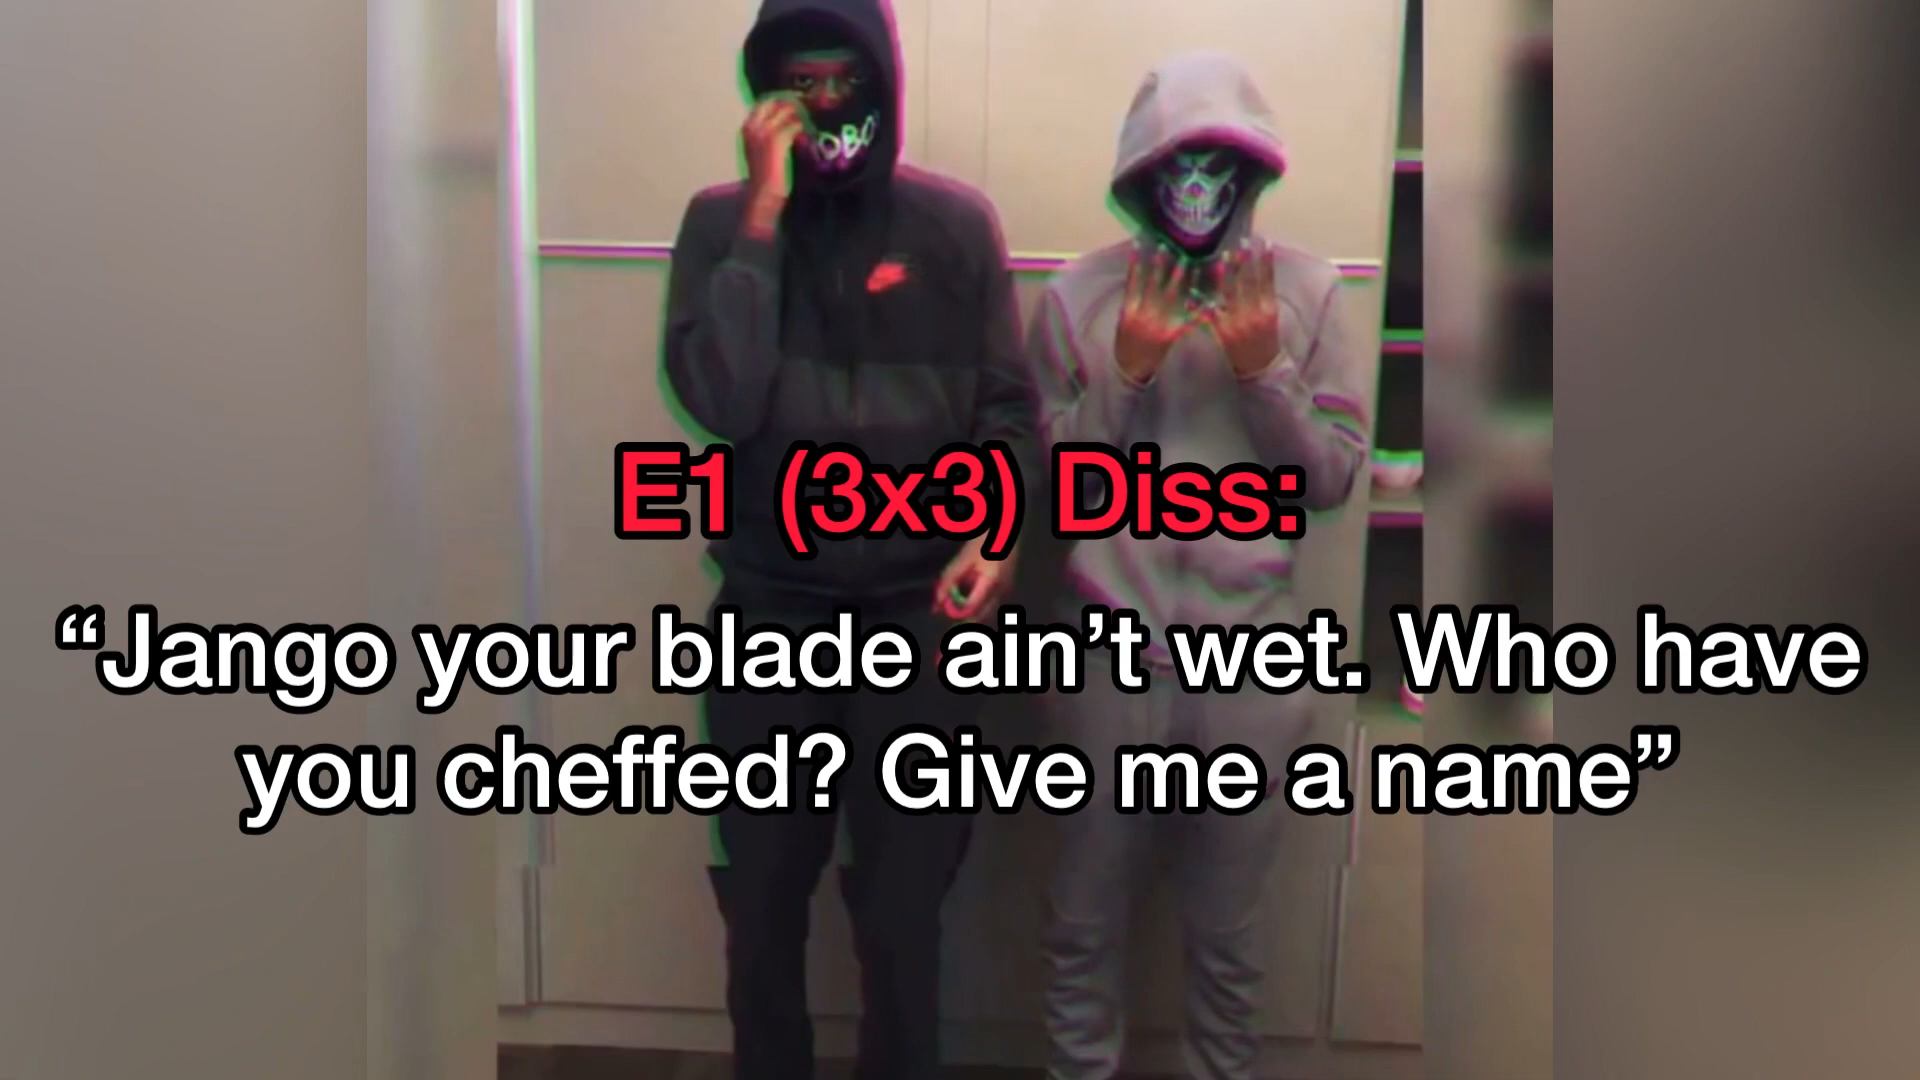 E1 (3x3) Diss:
“Jango your blade ain’t wet. Who have
you cheffed? Give me a name”